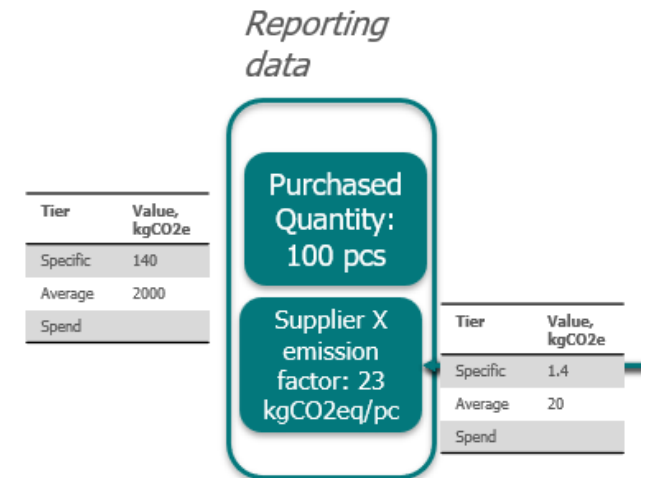 Reporting
data
Tier Value,
kgCO2e
Specific 140
Average 2000
Spend
Purchased
Quantity:
100 pcs
Supplier X
emission
factor: 23
kgCO2eq/pc
Tier Value,
kgCO2e
Specific 1.4
Average 20
Spend